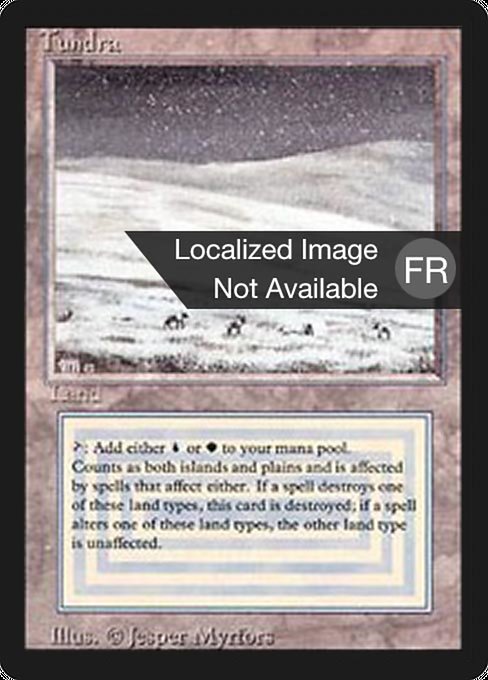 Tundra
Localized Image
Not Available
FR
Land
: Add either or to your mana pool.
Counts as both islands and plains and is affected
by spells that affect either. If a spell destroys one
of these land types, this card is destroyed; if a spell
alters one of these land types, the other land type
is unaffected.
Illus. © Jesper Myrfors